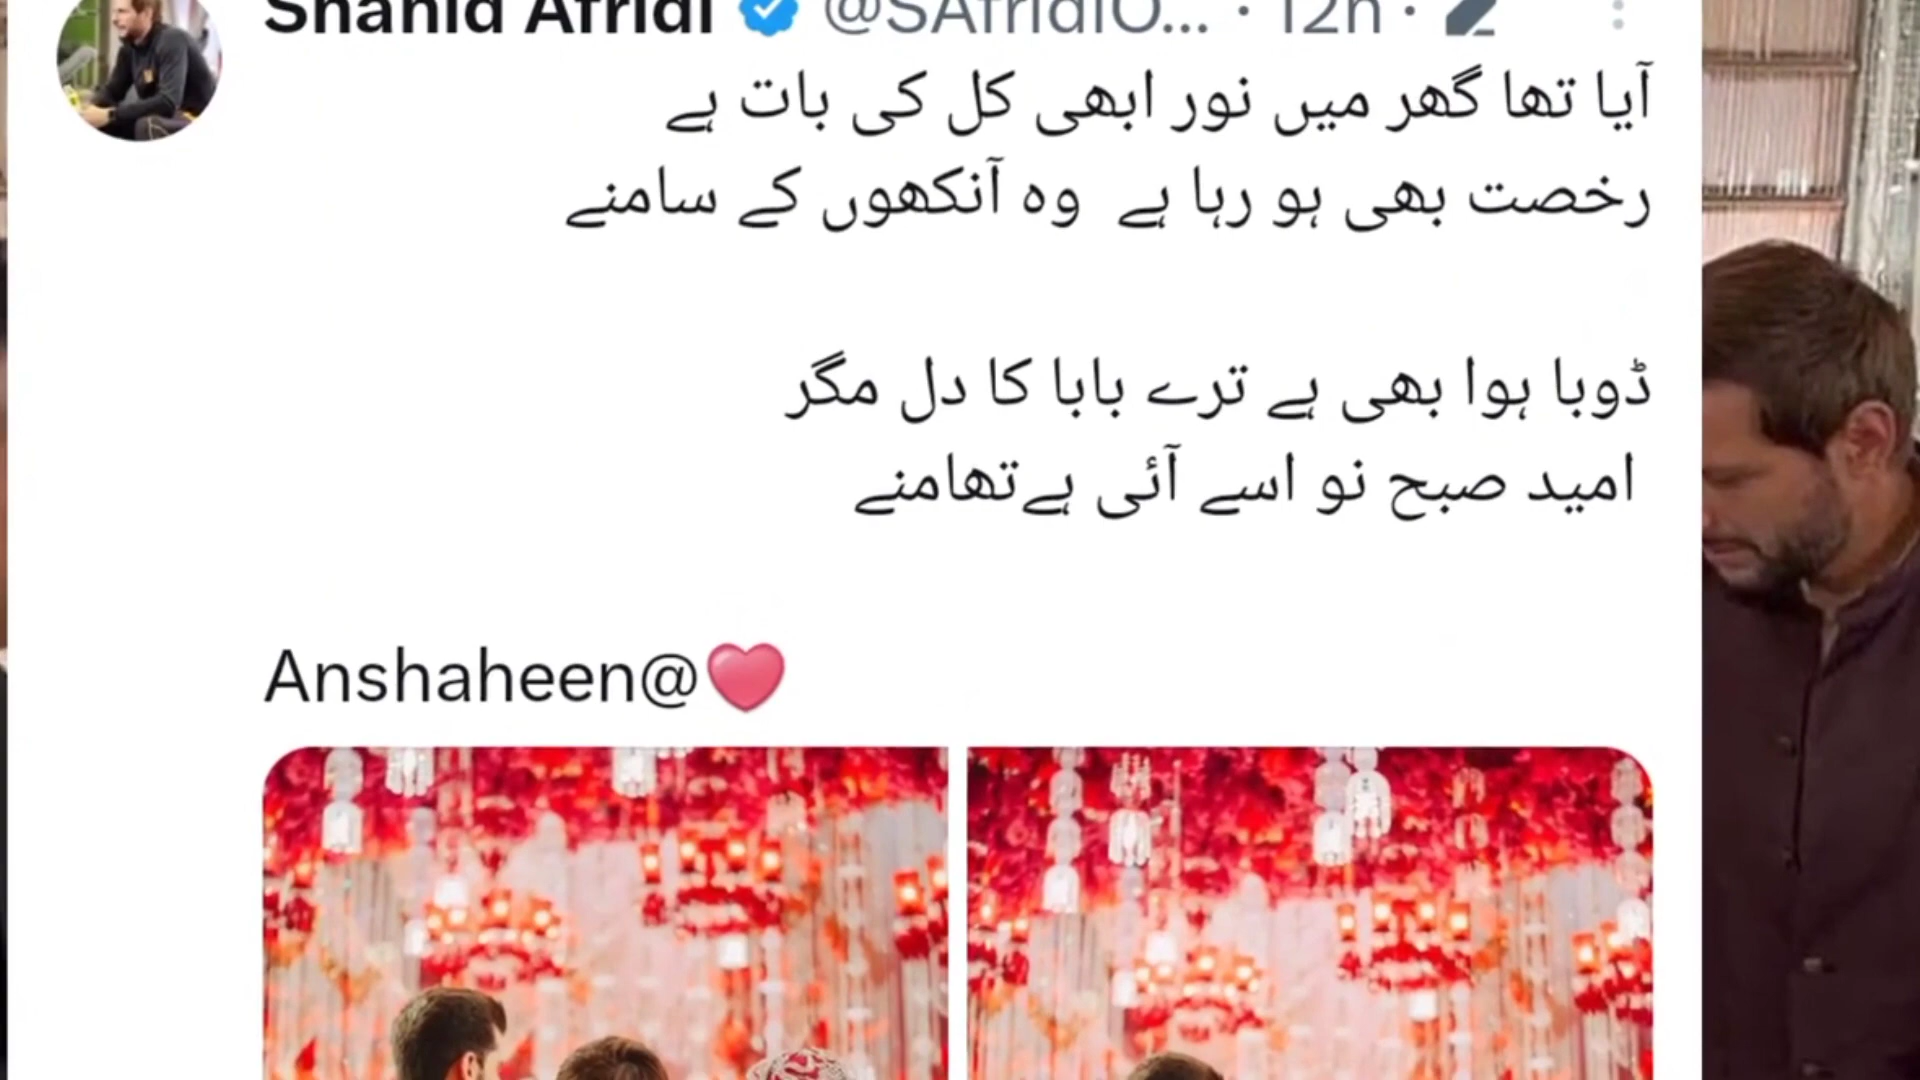 Shahid Afridi @SAfridiO... · 12h ·
آیا تھا گھر میں نور ابھی کل کی بات ہے
رخصت بھی ہو رہا ہے وہ آنکھوں کے سامنے
ڈوبا ہوا بھی ہے ترے بابا کا دل مگر
امید صبح نو اسے آئی ہےتھامنے
Anshaheen@❤️